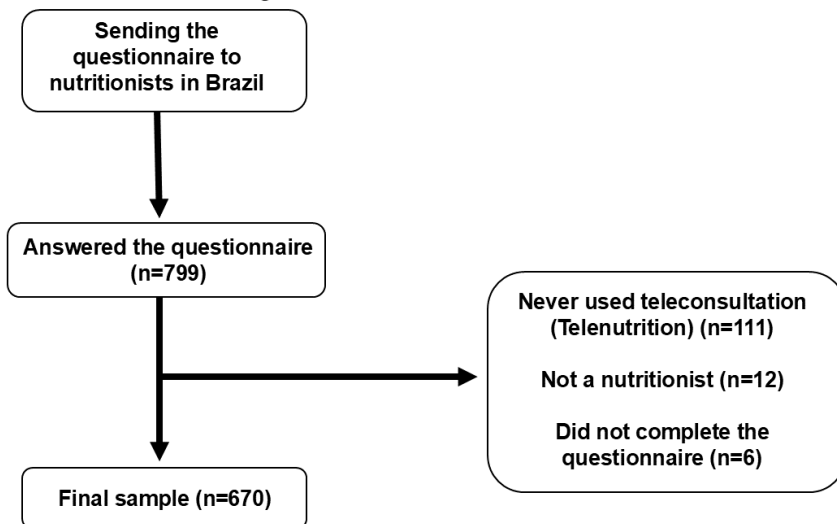 Sending the
questionnaire to
nutritionists in Brazil
Answered the questionnaire
(n=799)
Never used teleconsultation
(Telenutrition) (n=111)
Not a nutritionist (n=12)
Did not complete the
questionnaire (n=6)
Final sample (n=670)